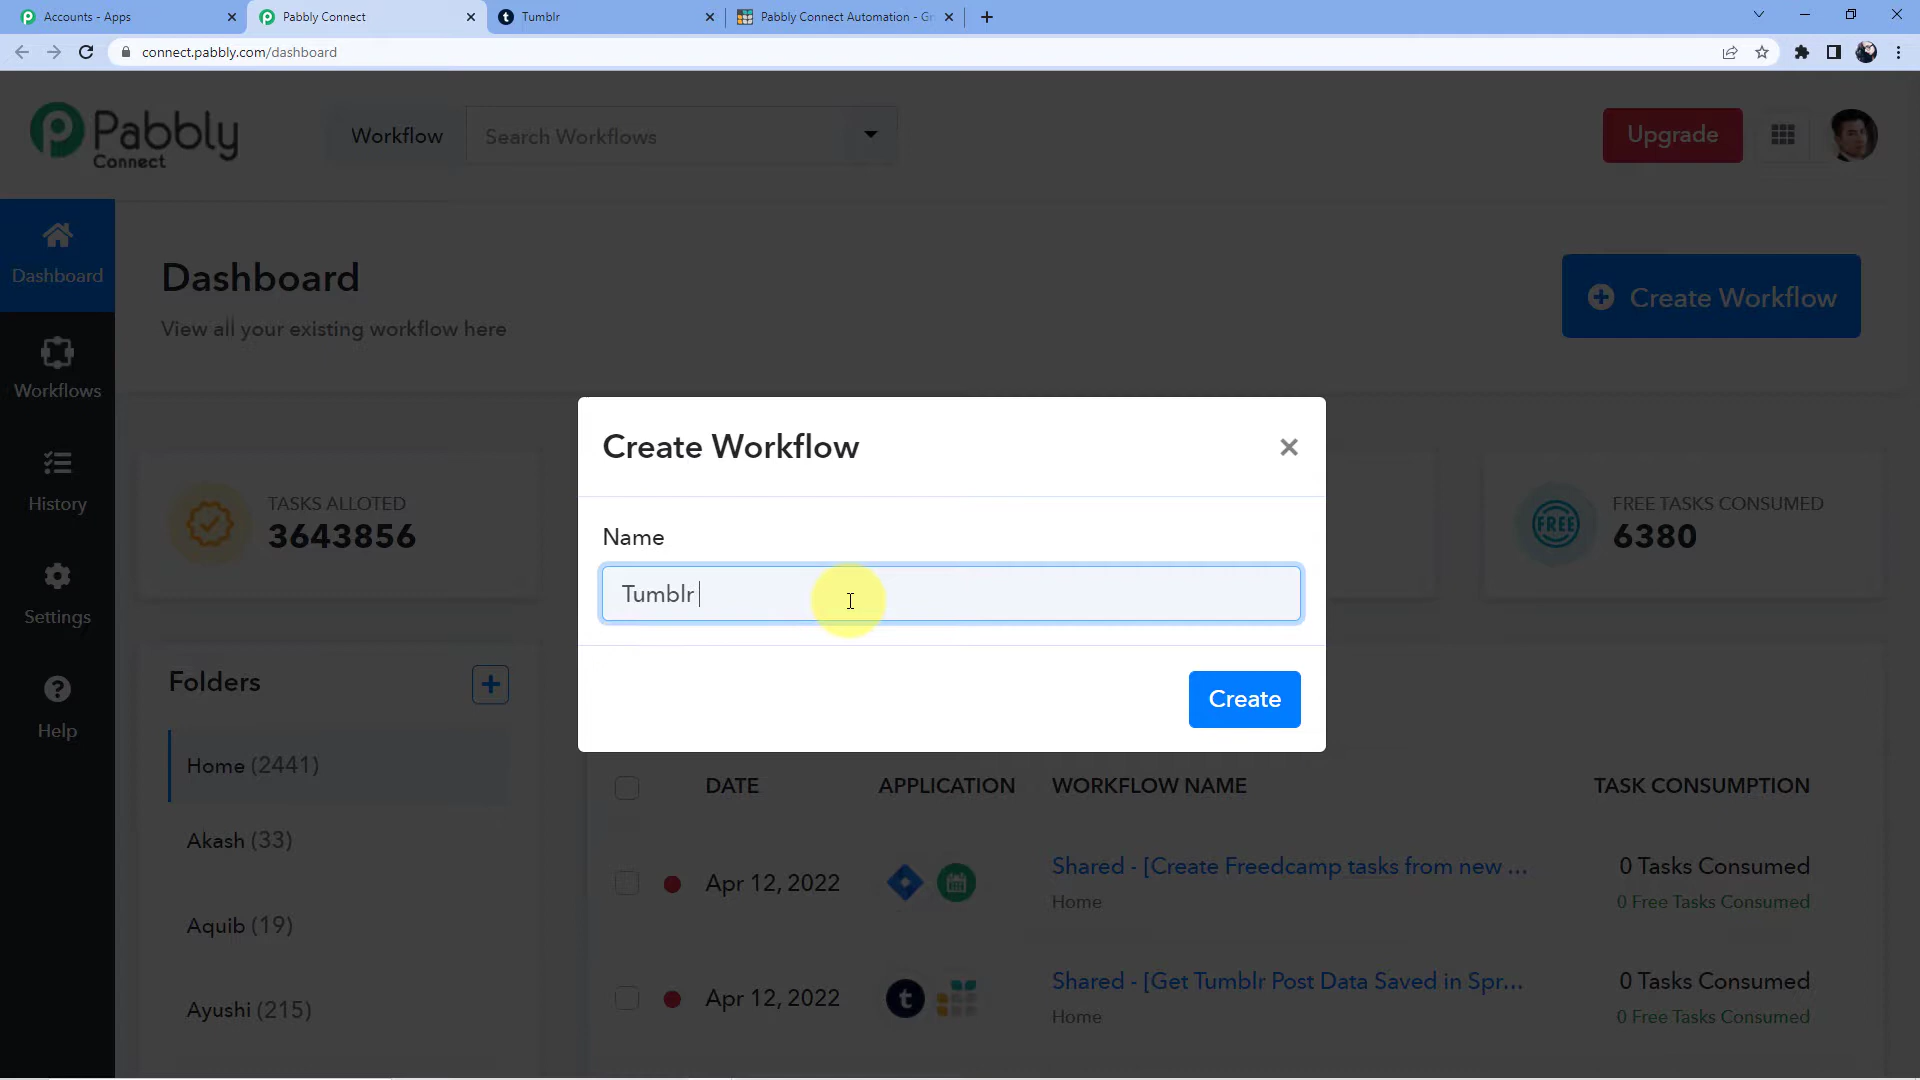 Accounts - Apps
Pabbly Connect
Tumblr
Pabbly Connect Automation - Gr
connect.pabbly.com/dashboard
Pabbly
Connect
Workflow
Search Workflows
Upgrade
Dashboard
Workflows
History
Settings
Help
Dashboard
View all your existing workflow here
Create Workflow
TASKS ALLOTED
3643856
FREE
FREE TASKS CONSUMED
6380
Create Workflow
Name
Tumblr
Create
Folders
Home (2441)
Akash (33)
Aquib (19)
Ayushi (215)
DATE APPLICATION WORKFLOW NAME TASK CONSUMPTION
Apr 12, 2022 Shared - [Create Freedcamp tasks from new ... 0 Tasks Consumed
Home 0 Free Tasks Consumed
Apr 12, 2022 Shared - [Get Tumblr Post Data Saved in Spr... 0 Tasks Consumed
Home 0 Free Tasks Consumed